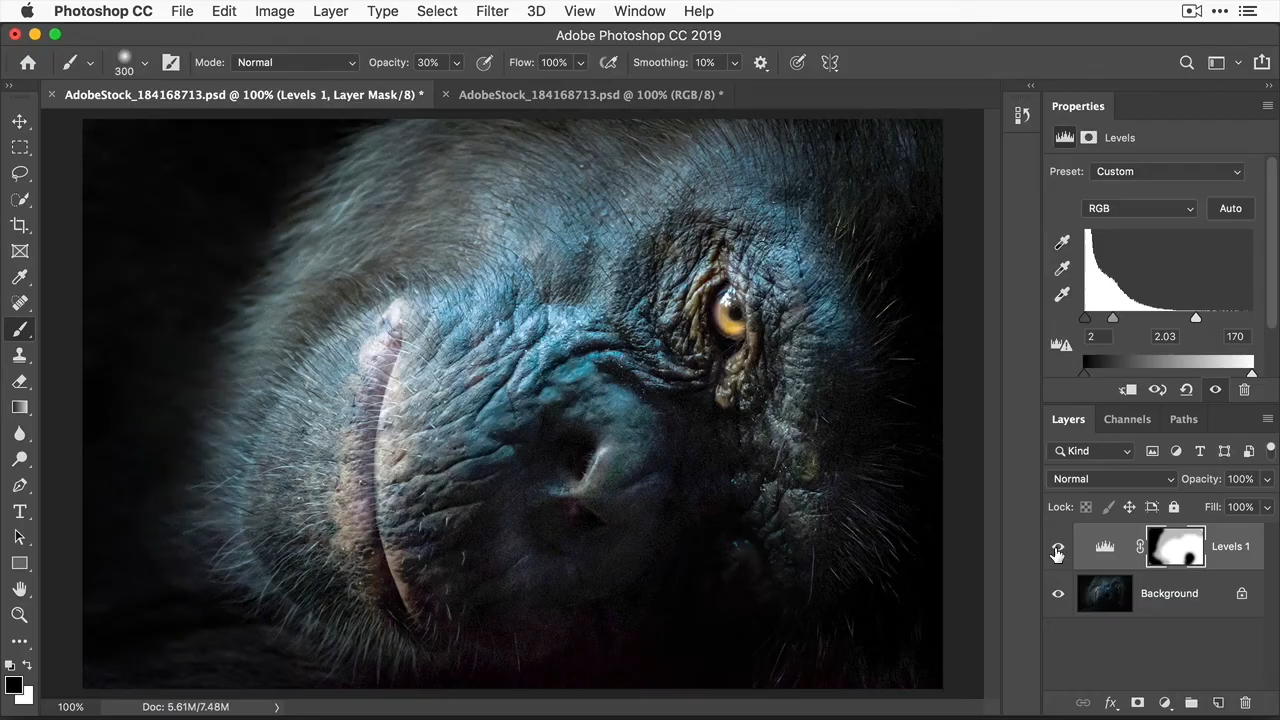 Photoshop CC File Edit Image Layer Type Select Filter 3D View Window Help
Adobe Photoshop CC 2019
300 Mode: Normal Opacity: 30% Flow: 100% Smoothing: 10%
AdobeStock_184168713.psd @ 100% (Levels 1, Layer Mask/8) * AdobeStock_184168713.psd @ 100% (RGB/8) *
Properties
Levels
Preset: Custom
RGB Auto
2 2.03 170
Layers Channels Paths
Kind
Normal Opacity: 100%
Lock: Fill: 100%
Levels 1
Background
fx
100% Doc: 5.61M/7.48M